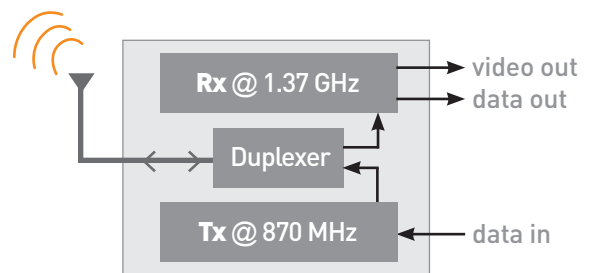 Rx @ 1.37 GHz
video out
data out
Duplexer
Tx @ 870 MHz
data in